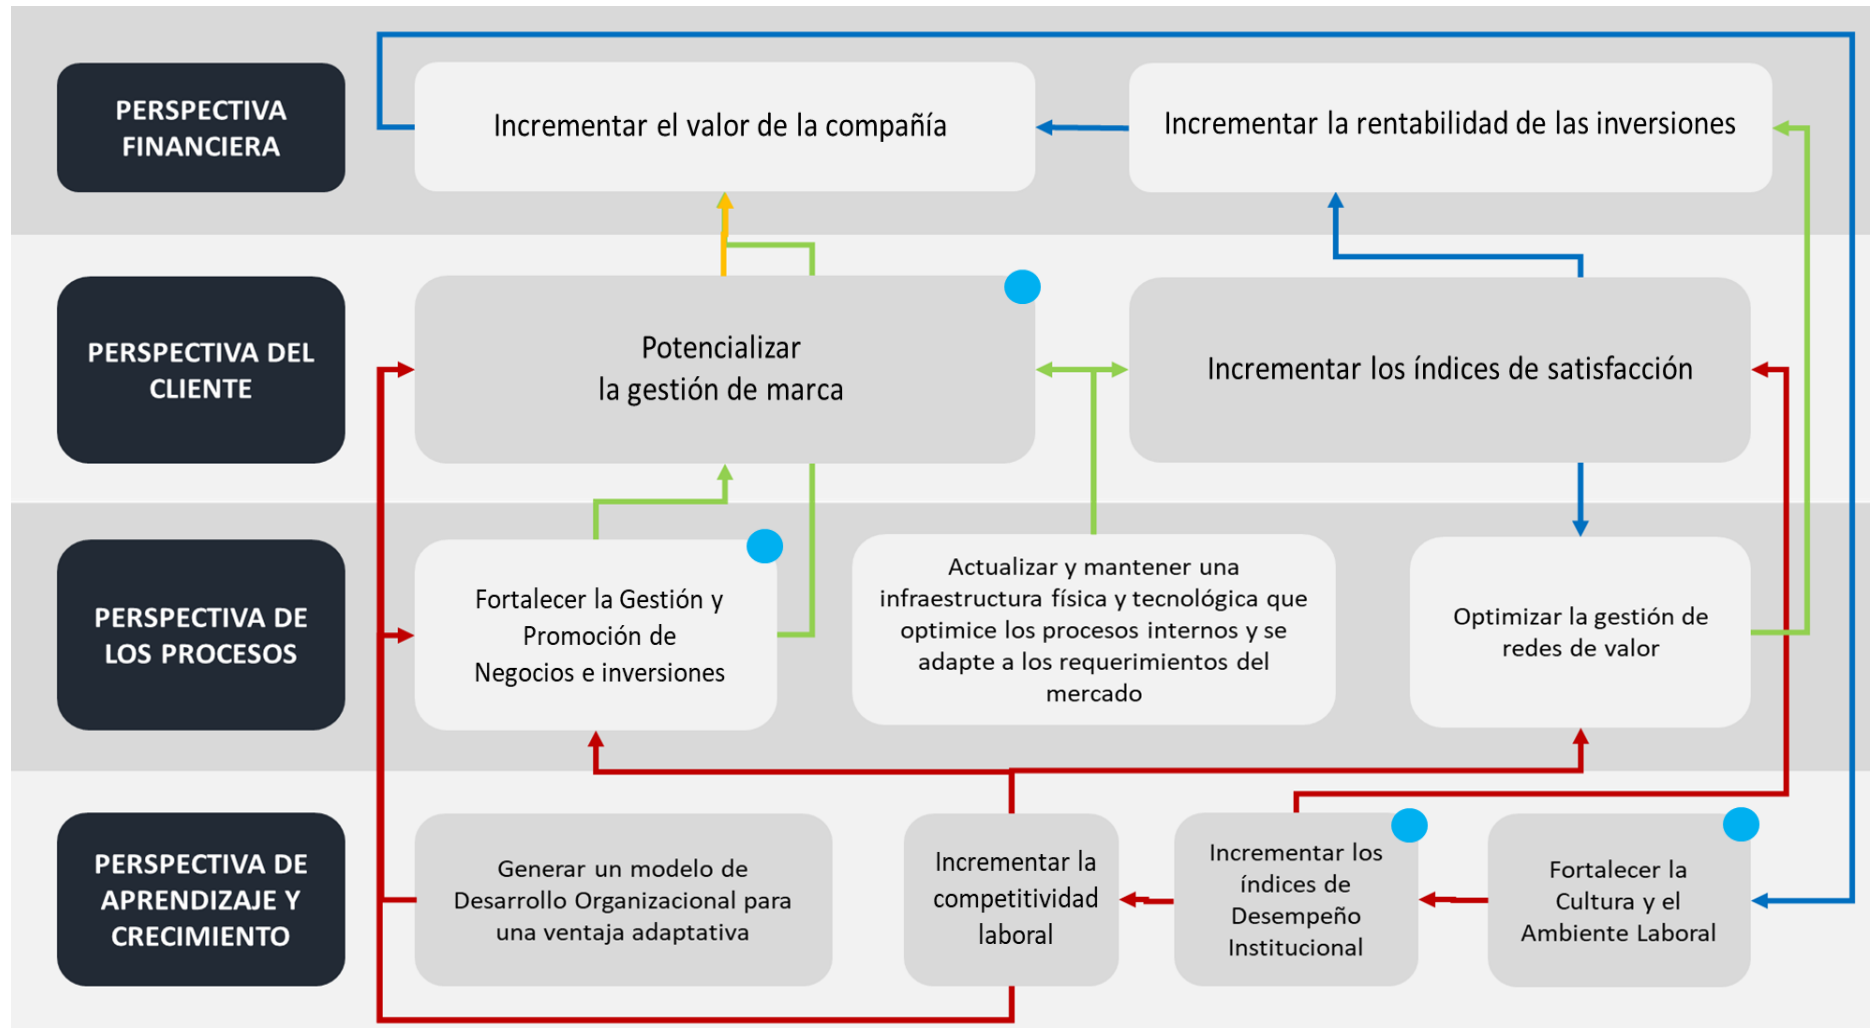 PERSPECTIVA
FINANCIERA
Incrementar el valor de la compañía
Incrementar la rentabilidad de las inversiones
PERSPECTIVA DEL
CLIENTE
Potencializar
la gestión de marca
Incrementar los índices de satisfacción
PERSPECTIVA DE
LOS PROCESOS
Fortalecer la Gestión y
Promoción de
Negocios e inversiones
Actualizar y mantener una
infraestructura física y tecnológica que
optimice los procesos internos y se
adapte a los requerimientos del
mercado
Optimizar la gestión de
redes de valor
PERSPECTIVA DE
APRENDIZAJE Y
CRECIMIENTO
Generar un modelo de
Desarrollo Organizacional para
una ventaja adaptativa
Incrementar la
competitividad
laboral
Incrementar los
índices de
Desempeño
Institucional
Fortalecer la
Cultura y el
Ambiente Laboral